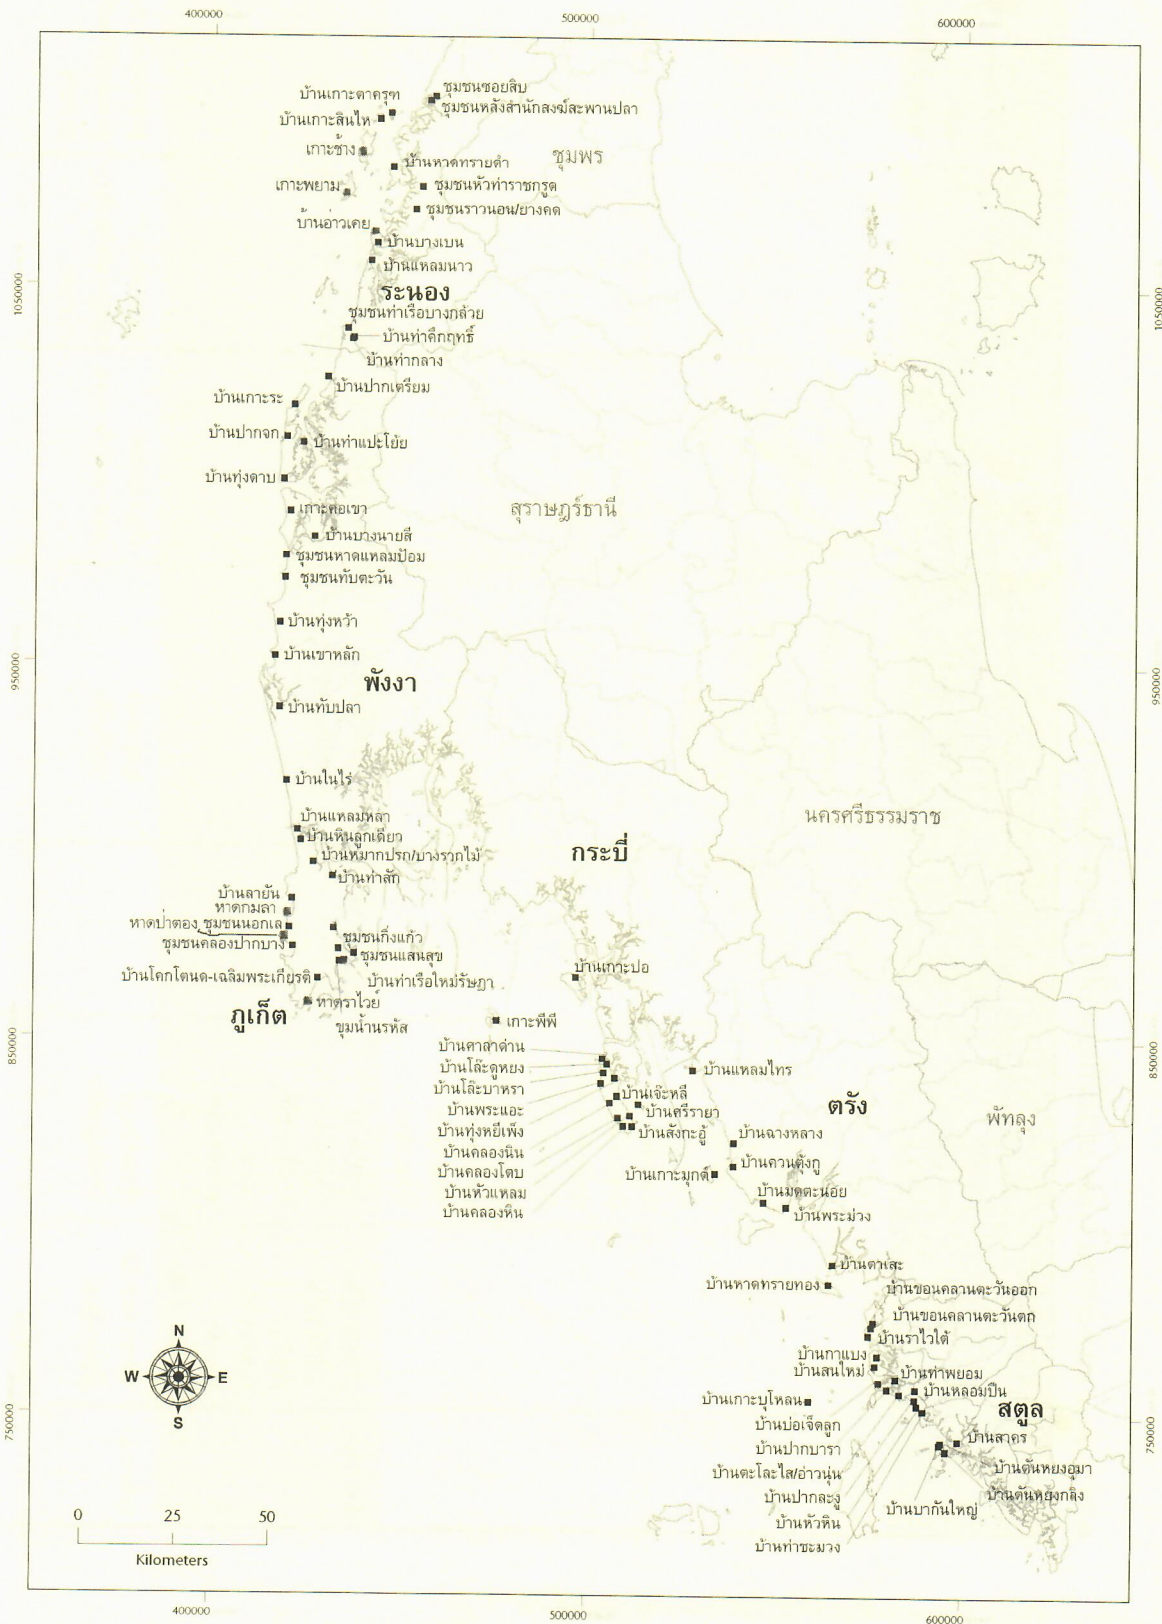 400000
500000
600000
บ้านเกาะตาครุฑ
ชุมชนซอยสิบ
ชุมชนหลังสำนักสงฆ์สะพานปลา
บ้านเกาะสินไห
เกาะช้าง
บ้านหาดทรายดำ
ชุมพร
เกาะพยาม
ชุมชนหัวท่าราชกรูด
ชุมชนราวนอน/ยางคด
บ้านอ่าวเคย
บ้านบางเบน
บ้านแหลมนาว
1050000
1050000
ระนอง
ชุมชนท่าเรือบางกล้วย
บ้านท่าคึกฤทธิ์
บ้านท่ากลาง
บ้านปากเตรียม
บ้านเกาะระ
บ้านปากจก
บ้านท่าแปะโย้ย
บ้านทุ่งดาบ
เกาะคอเขา
สุราษฎร์ธานี
บ้านบางนายสี
ชุมชนหาดแหลมป้อม
ชุมชนทับตะวัน
บ้านทุ่งหว้า
บ้านเขาหลัก
950000
950000
พังงา
บ้านทับปลา
บ้านในไร่
บ้านแหลมหลา
บ้านหินลูกเดียว
นครศรีธรรมราช
บ้านหมากปรก/บางรากไม้
กระบี่
บ้านท่าสัก
บ้านลายัน
หาดกมลา
หาดป่าตอง ชุมชนนอกเล
ชุมชนกิ่งแก้ว
ชุมชนคลองปากบาง
ชุมชนแสนสุข
บ้านเกาะปอ
บ้านโคกโตนด-เฉลิมพระเกียรติ
บ้านท่าเรือใหม่รัษฎา
หาดราไวย์
ภูเก็ต
ขุมน้ำนรหัส
เกาะพีพี
850000
850000
บ้านศาลาด่าน
บ้านโล๊ะดูหยง
บ้านแหลมไทร
บ้านโล๊ะบาหรา
บ้านเจ๊ะหลี
บ้านพระแอะ
บ้านศรีรายา
ตรัง
พัทลุง
บ้านทุ่งหยีเพ็ง
บ้านสังกะอู้
บ้านฉางหลาง
บ้านคลองนิน
บ้านคลองโตบ
บ้านควนตุ้งกู
บ้านเกาะมุกต์
บ้านหัวแหลม
บ้านมดตะนอย
บ้านคลองหิน
บ้านพระม่วง
บ้านตาเสะ
บ้านหาดทรายทอง
บ้านขอนคลานตะวันออก
บ้านขอนคลานตะวันตก
บ้านราไวใต้
บ้านกาแบง
บ้านสนใหม่
บ้านท่าพยอม
บ้านหลอมปืน
บ้านเกาะบุโหลน
สตูล
บ้านบ่อเจ็ดลูก
บ้านสาคร
บ้านปากบารา
บ้านตันหยงอุมา
บ้านตะโละใส/อ่าวนุ่น
บ้านตันหยงกลิง
บ้านปากละงู
บ้านบากันใหญ่
บ้านหัวหิน
บ้านท่าชะมวง
750000
750000
N
W
E
S
0
25
50
Kilometers
400000
500000
600000